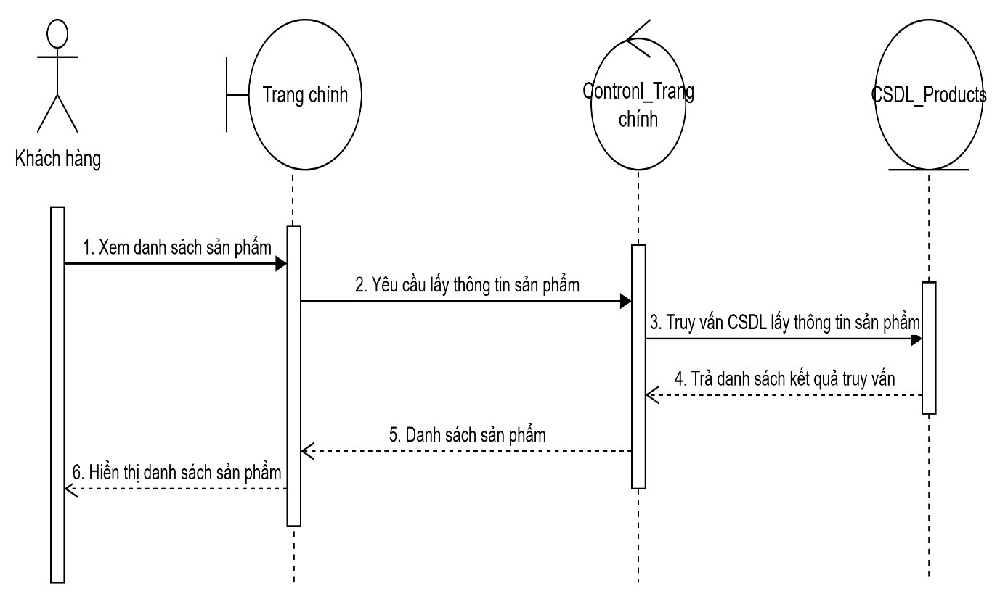 Khách hàng
Trang chính
Contronl_Trang
chính
CSDL_Products
1. Xem danh sách sản phẩm
2. Yêu cầu lấy thông tin sản phẩm
3. Truy vấn CSDL lấy thông tin sản phẩm
4. Trả danh sách kết quả truy vấn
5. Danh sách sản phẩm
6. Hiển thị danh sách sản phẩm